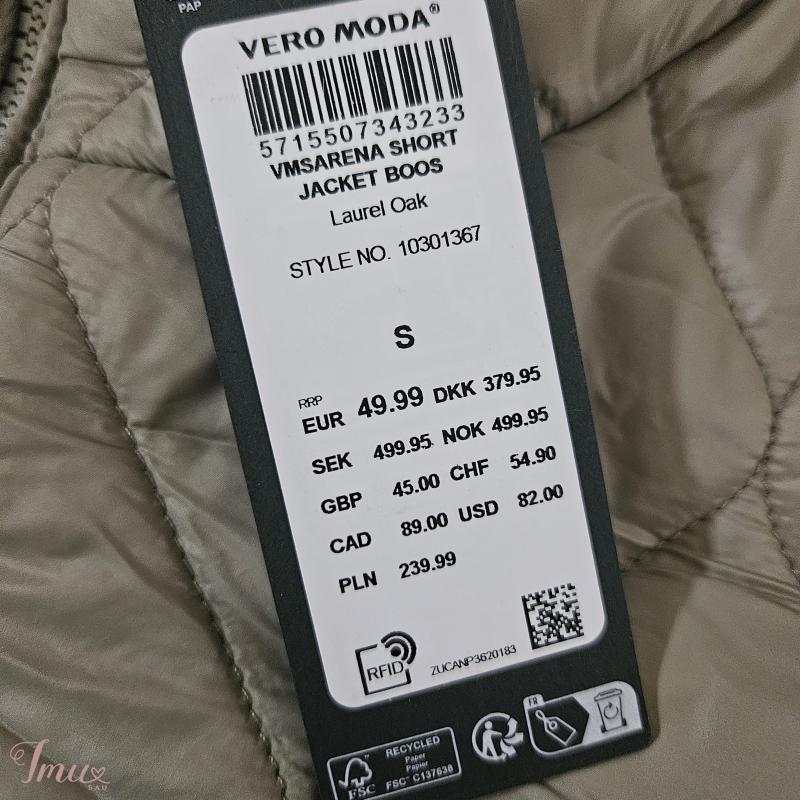 PAP
VERO MODA®
5715507343233
VMSARENA SHORT
JACKET BOOS
Laurel Oak
STYLE NO. 10301367
S
RRP
EUR 49.99 DKK 379.95
SEK 499.95 NOK 499.95
GBP 45.00 CHF 54.90
CAD 89.00 USD 82.00
PLN 239.99
RFID
ZUCANP3620183
FR
RECYCLED
Paper
Papier
FSC® C137638
FSC
Imux
SAU